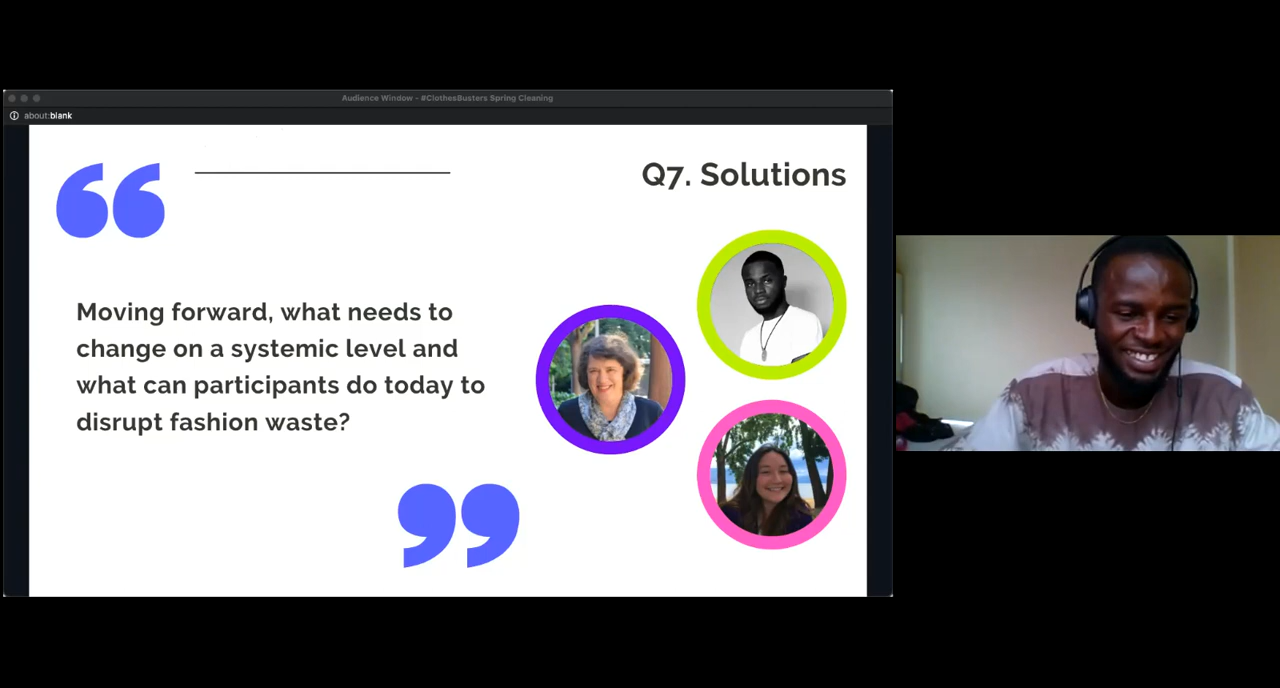 Audience Window - #ClothesBusters Spring Cleaning
about:blank
Q7. Solutions
Moving forward, what needs to
change on a systemic level and
what can participants do today to
disrupt fashion waste?